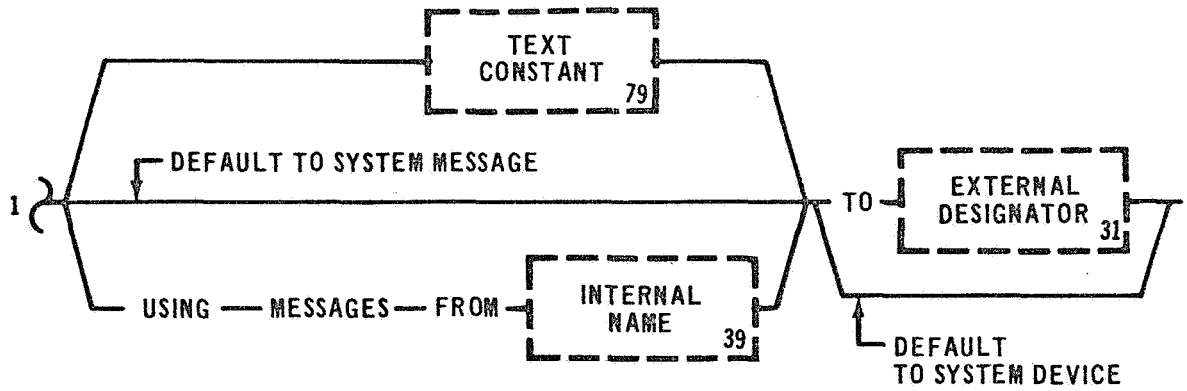 TEXT
CONSTANT
79
DEFAULT TO SYSTEM MESSAGE
1
TO
EXTERNAL
DESIGNATOR
31
USING MESSAGES FROM
INTERNAL
NAME
39
DEFAULT
TO SYSTEM DEVICE